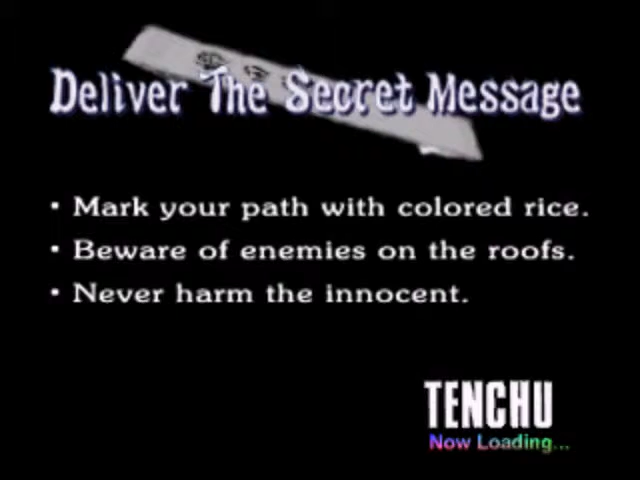 Deliver The Secret Message
• Mark your path with colored rice.
• Beware of enemies on the roofs.
• Never harm the innocent.
TENCHU
Now Loading...